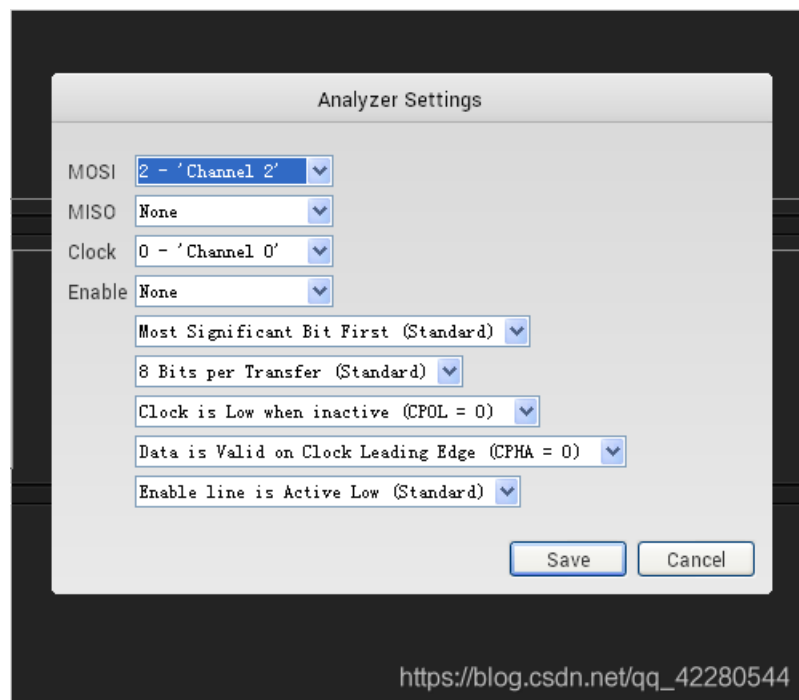 Analyzer Settings
MOSI 2 - 'Channel 2'
MISO None
Clock 0 - 'Channel 0'
Enable None
Most Significant Bit First (Standard)
8 Bits per Transfer (Standard)
Clock is Low when inactive (CPOL = 0)
Data is Valid on Clock Leading Edge (CPHA = 0)
Enable line is Active Low (Standard)
Save Cancel
https://blog.csdn.net/qq_42280544